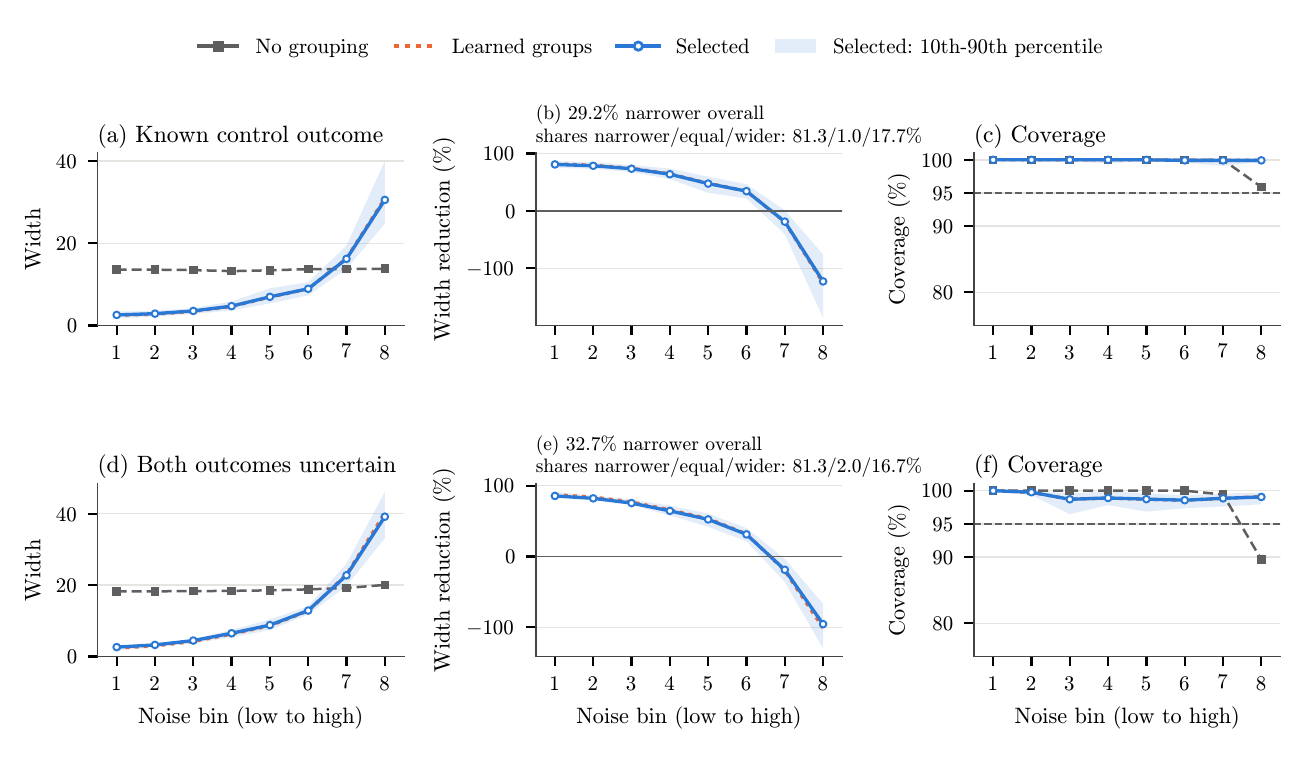 No grouping Learned groups Selected Selected: 10th-90th percentile
(a) Known control outcome
Width
40
20
0
1 2 3 4 5 6 7 8
(b) 29.2% narrower overall
shares narrower/equal/wider: 81.3/1.0/17.7%
Width reduction (%)
100
0
−100
1 2 3 4 5 6 7 8
(c) Coverage
Coverage (%)
100
95
90
80
1 2 3 4 5 6 7 8
(d) Both outcomes uncertain
Width
40
20
0
1 2 3 4 5 6 7 8
Noise bin (low to high)
(e) 32.7% narrower overall
shares narrower/equal/wider: 81.3/2.0/16.7%
Width reduction (%)
100
0
−100
1 2 3 4 5 6 7 8
Noise bin (low to high)
(f) Coverage
Coverage (%)
100
95
90
80
1 2 3 4 5 6 7 8
Noise bin (low to high)